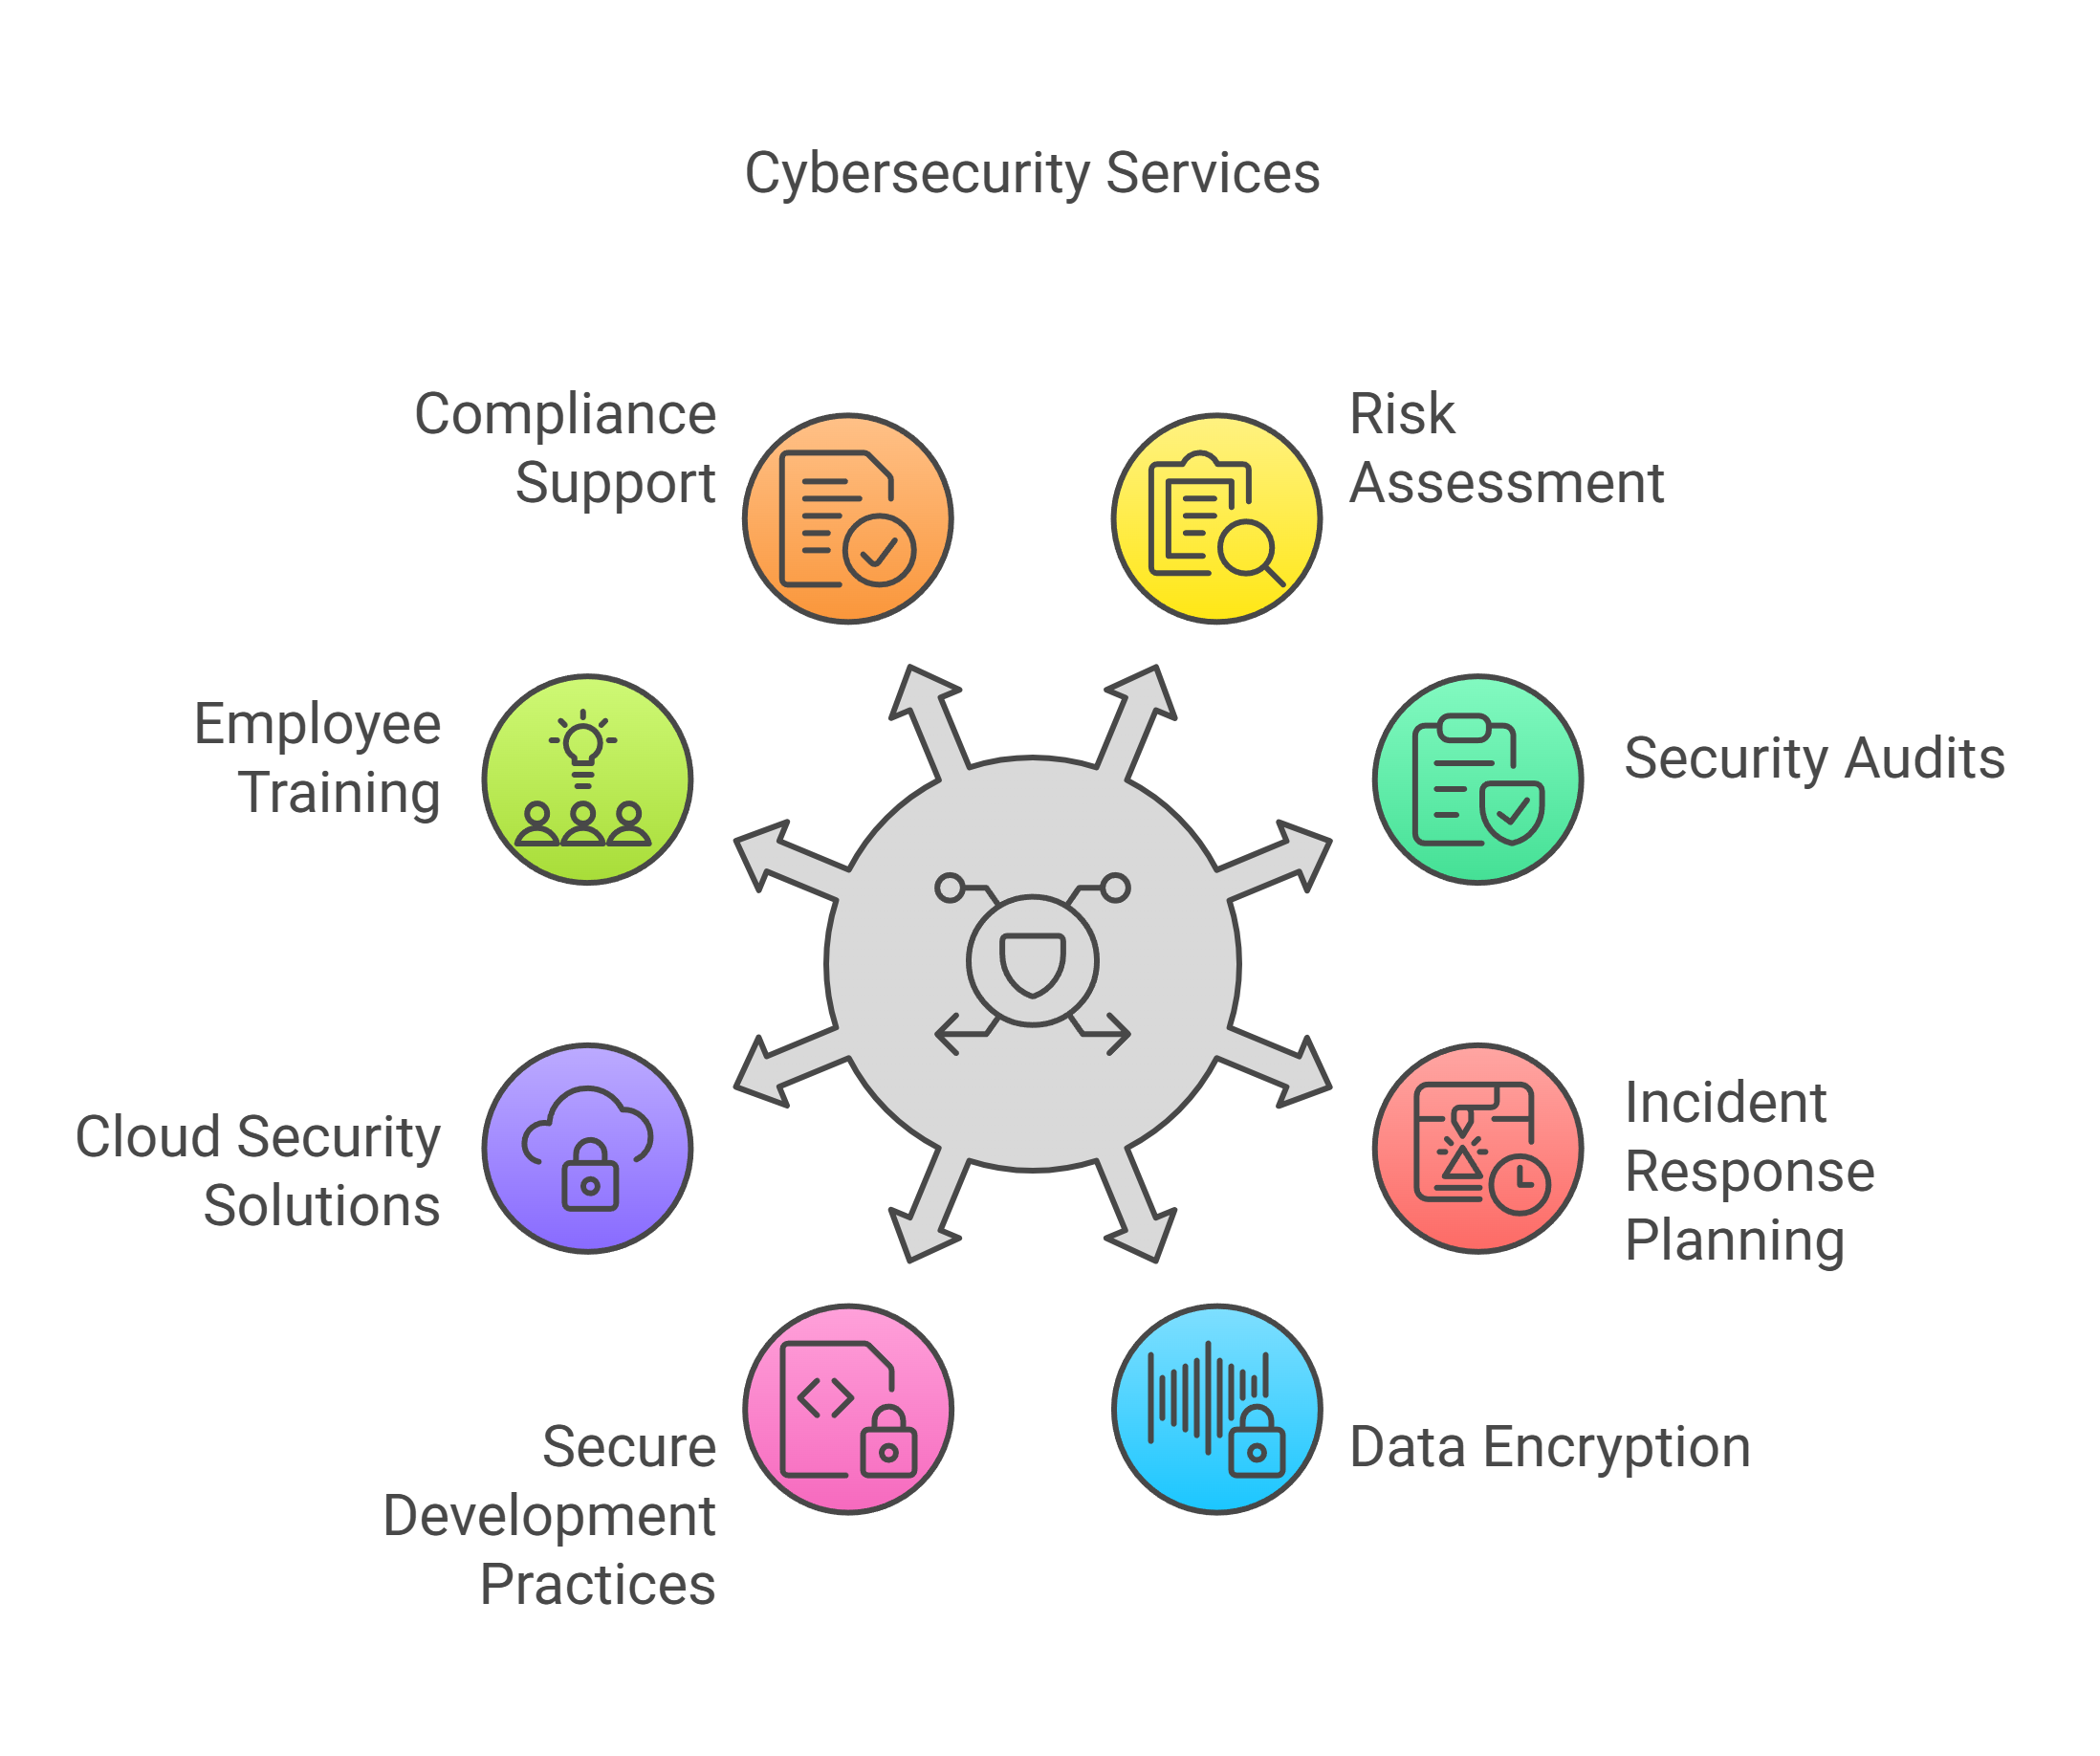 Cybersecurity Services
Compliance
Support
Risk
Assessment
Employee
Training
Security Audits
Cloud Security
Solutions
Incident
Response
Planning
Secure
Development
Practices
Data Encryption